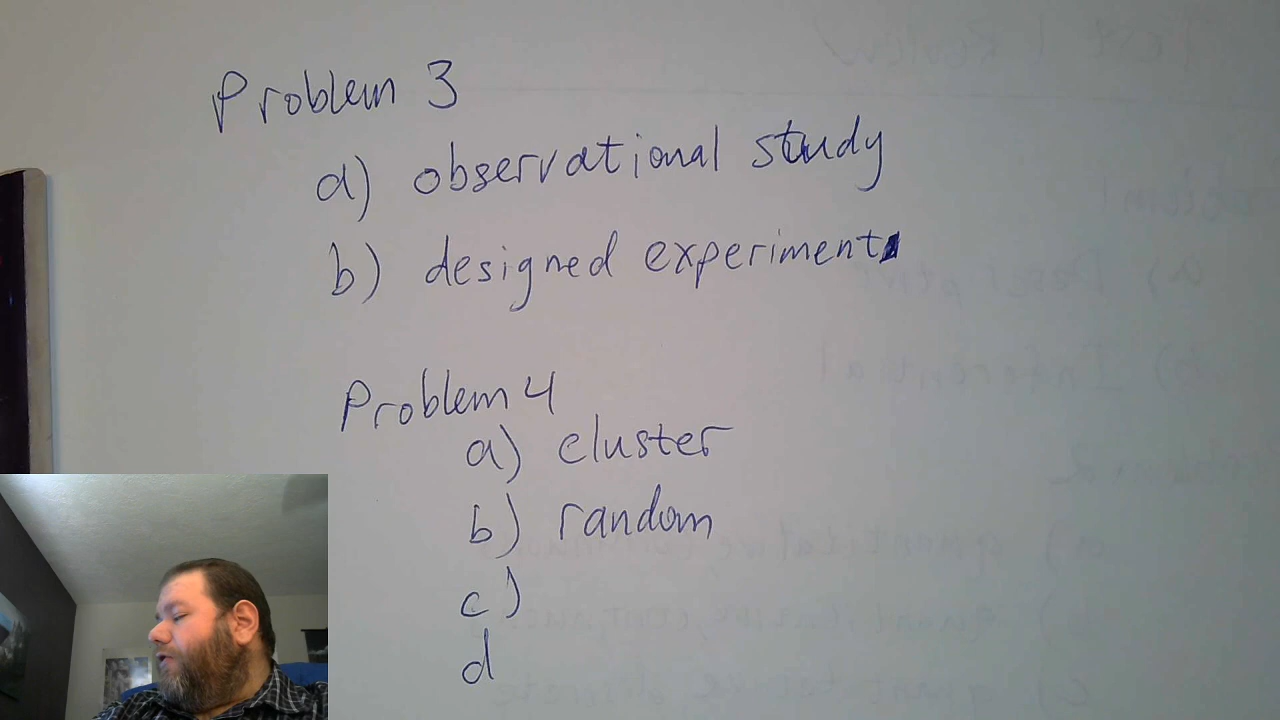 Problem 3
a) observational study
b) designed experiment
Problem 4
a) cluster
b) random
c)
d